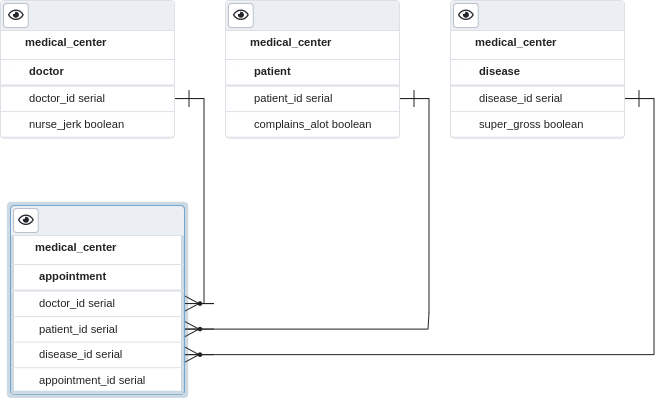 medical_center
doctor
doctor_id serial
nurse_jerk boolean
medical_center
patient
patient_id serial
complains_alot boolean
medical_center
disease
disease_id serial
super_gross boolean
medical_center
appointment
doctor_id serial
patient_id serial
disease_id serial
appointment_id serial